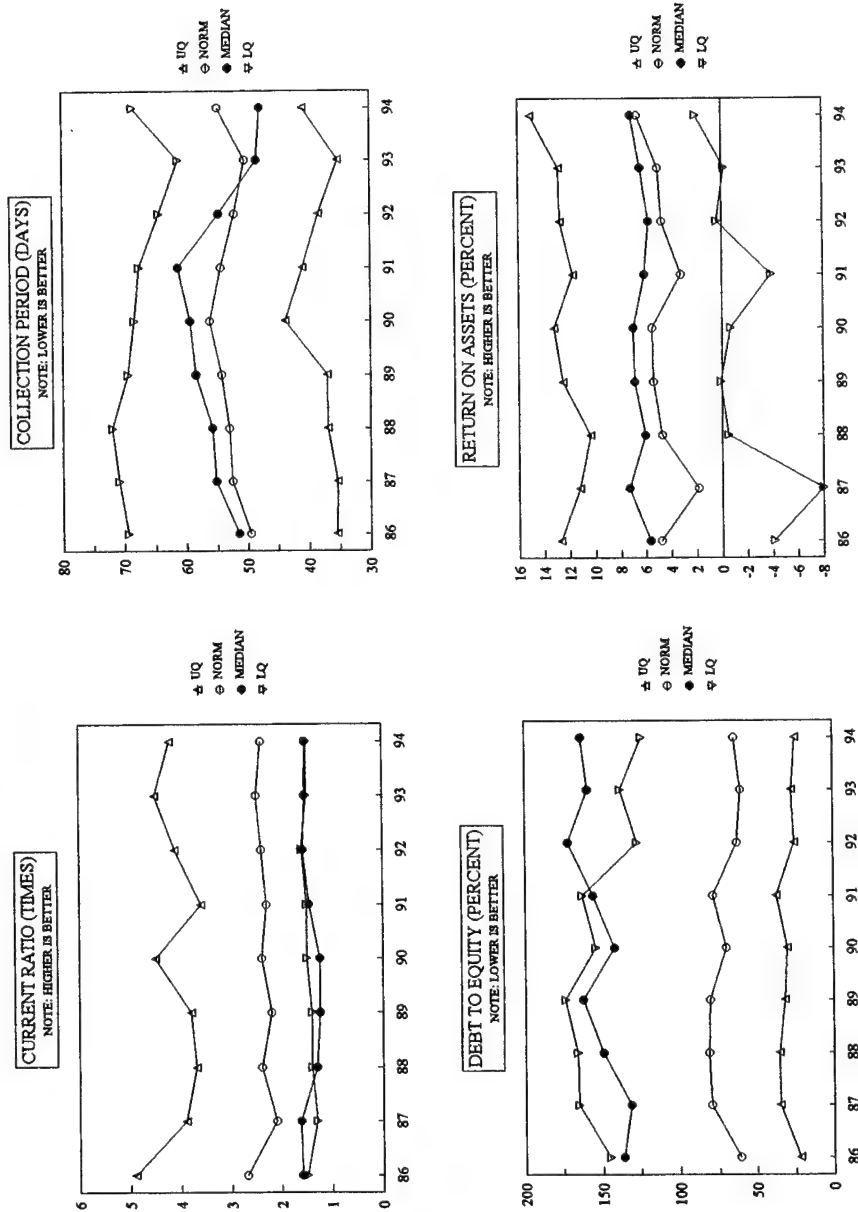 CURRENT RATIO (TIMES)
NOTE: HIGHER IS BETTER
6
5
4
3
2
1
0
86 87 88 89 90 91 92 93 94
UQ
NORM
MEDIAN
LQ
COLLECTION PERIOD (DAYS)
NOTE: LOWER IS BETTER
80
70
60
50
40
30
86 87 88 89 90 91 92 93 94
UQ
NORM
MEDIAN
LQ
DEBT TO EQUITY (PERCENT)
NOTE: LOWER IS BETTER
200
150
100
50
0
86 87 88 89 90 91 92 93 94
UQ
NORM
MEDIAN
LQ
RETURN ON ASSETS (PERCENT)
NOTE: HIGHER IS BETTER
16
14
12
10
8
6
4
2
0
-2
-4
-6
-8
86 87 88 89 90 91 92 93 94
UQ
NORM
MEDIAN
LQ